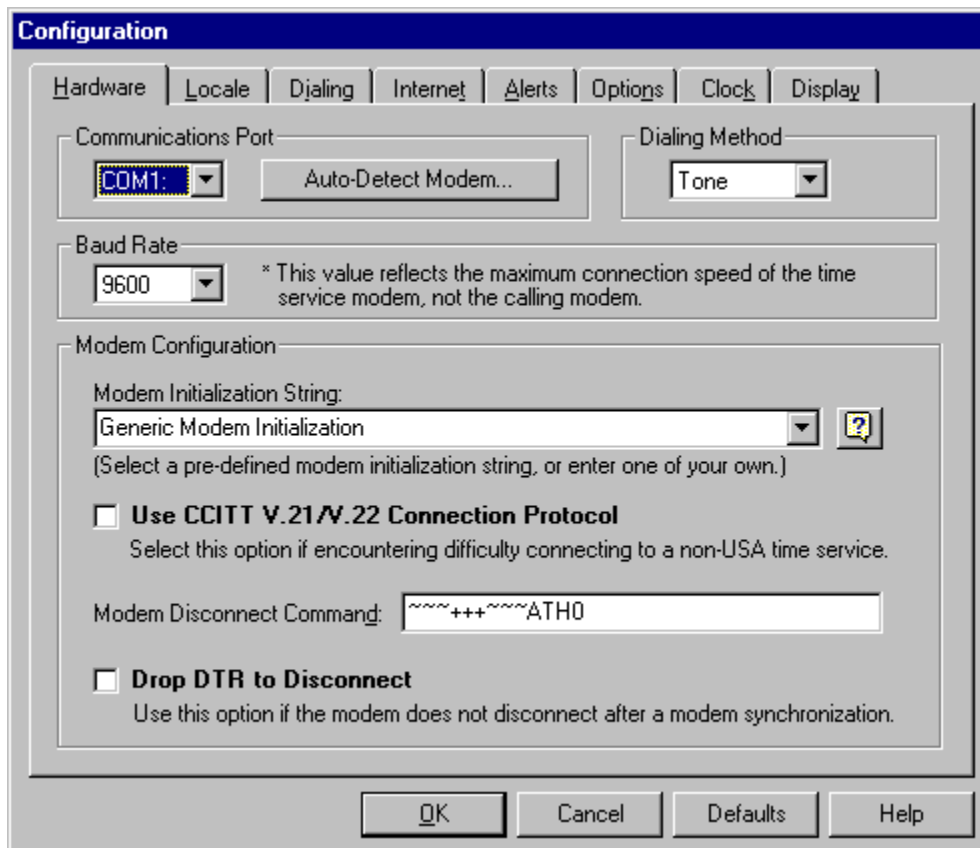 Configuration
Hardware Locale Dialing Internet Alerts Options Clock Display
Communications Port Dialing Method
COM1: Auto-Detect Modem... Tone
Baud Rate
9600 * This value reflects the maximum connection speed of the time
service modem, not the calling modem.
Modem Configuration
Modem Initialization String:
Generic Modem Initialization ?
(Select a pre-defined modem initialization string, or enter one of your own.)
Use CCITT V.21/V.22 Connection Protocol
Select this option if encountering difficulty connecting to a non-USA time service.
Modem Disconnect Command: ~~~+++~~~ATH0
Drop DTR to Disconnect
Use this option if the modem does not disconnect after a modem synchronization.
OK Cancel Defaults Help